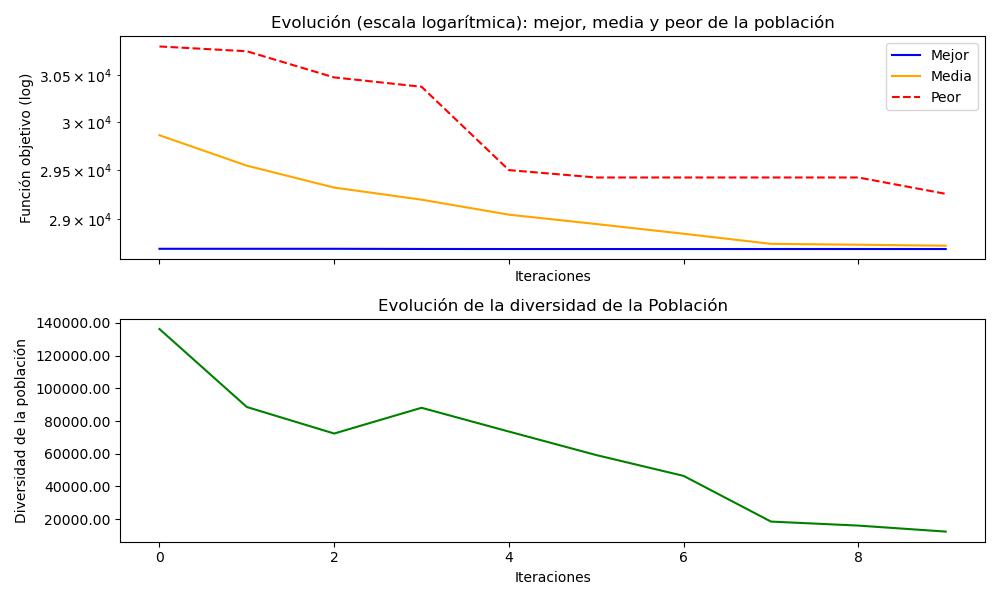 Evolución (escala logarítmica): mejor, media y peor de la población
Función objetivo (log)
3.05 × 10⁴
3 × 10⁴
2.95 × 10⁴
2.9 × 10⁴
Mejor
Media
Peor
Iteraciones
Evolución de la diversidad de la Población
Diversidad de la población
140000.00
120000.00
100000.00
80000.00
60000.00
40000.00
20000.00
0 2 4 6 8
Iteraciones